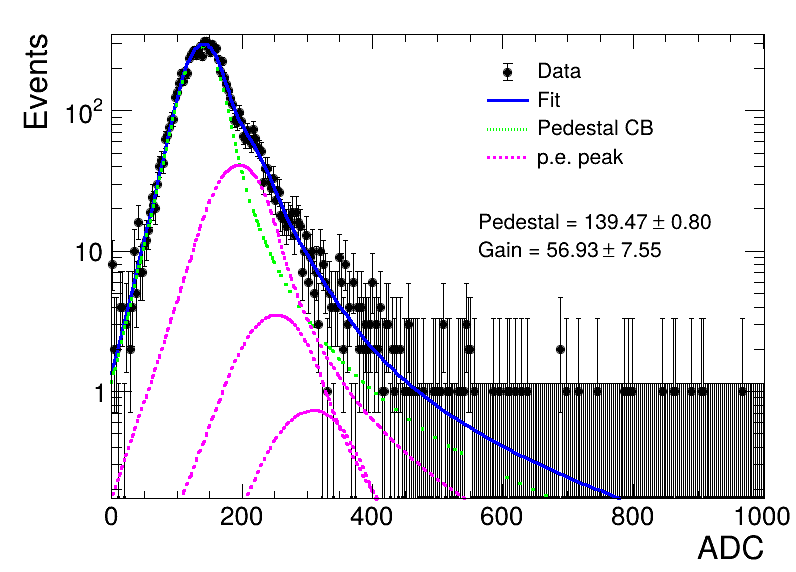 Events
10²
10
1
Data
Fit
Pedestal CB
p.e. peak
Pedestal = 139.47 ± 0.80
Gain = 56.93 ± 7.55
0 200 400 600 800 1000
ADC